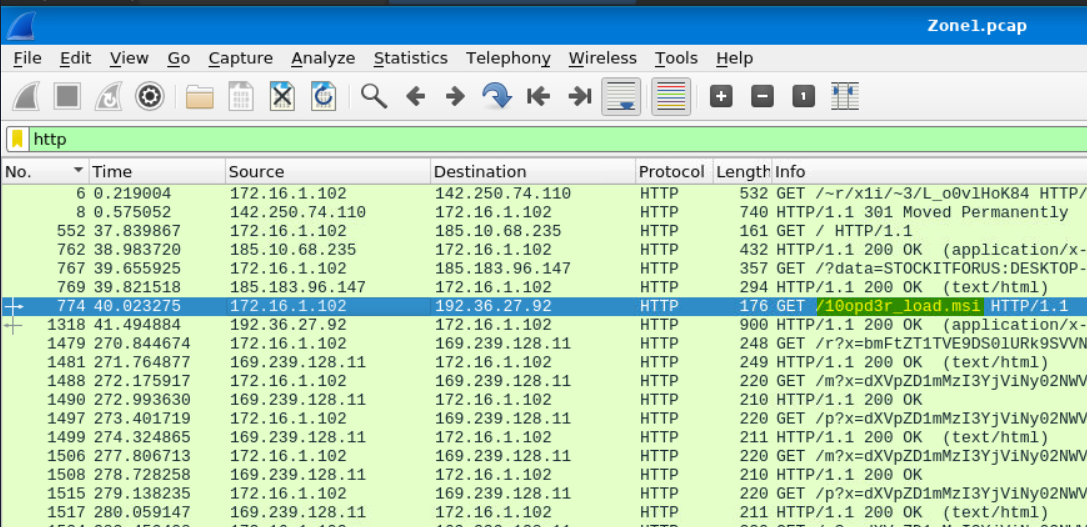 Zone1.pcap
File Edit View Go Capture Analyze Statistics Telephony Wireless Tools Help
http
No. Time Source Destination Protocol Length Info
6 0.219004 172.16.1.102 142.250.74.110 HTTP 532 GET /~r/x1i/~3/L_o0vlHoK84 HTTP/
8 0.575052 142.250.74.110 172.16.1.102 HTTP 740 HTTP/1.1 301 Moved Permanently
552 37.839867 172.16.1.102 185.10.68.235 HTTP 161 GET / HTTP/1.1
762 38.983720 185.10.68.235 172.16.1.102 HTTP 432 HTTP/1.1 200 OK (application/x-
767 39.655925 172.16.1.102 185.183.96.147 HTTP 357 GET /?data=STOCKITFORUS:DESKTOP-
769 39.821518 185.183.96.147 172.16.1.102 HTTP 294 HTTP/1.1 200 OK (text/html)
774 40.023275 172.16.1.102 192.36.27.92 HTTP 176 GET /10opd3r_load.msi HTTP/1.1
1318 41.494884 192.36.27.92 172.16.1.102 HTTP 900 HTTP/1.1 200 OK (application/x-
1479 270.844674 172.16.1.102 169.239.128.11 HTTP 248 GET /r?x=bmFtZT1TVE9DS0lURk9SVVN
1481 271.764877 169.239.128.11 172.16.1.102 HTTP 249 HTTP/1.1 200 OK (text/html)
1488 272.175917 172.16.1.102 169.239.128.11 HTTP 220 GET /m?x=dXVpZD1mMzI3YjViNy02NWV
1490 272.993630 169.239.128.11 172.16.1.102 HTTP 210 HTTP/1.1 200 OK
1497 273.401719 172.16.1.102 169.239.128.11 HTTP 220 GET /p?x=dXVpZD1mMzI3YjViNy02NWV
1499 274.324865 169.239.128.11 172.16.1.102 HTTP 211 HTTP/1.1 200 OK (text/html)
1506 277.806713 172.16.1.102 169.239.128.11 HTTP 220 GET /m?x=dXVpZD1mMzI3YjViNy02NWV
1508 278.728258 169.239.128.11 172.16.1.102 HTTP 210 HTTP/1.1 200 OK
1515 279.138235 172.16.1.102 169.239.128.11 HTTP 220 GET /p?x=dXVpZD1mMzI3YjViNy02NWV
1517 280.059147 169.239.128.11 172.16.1.102 HTTP 211 HTTP/1.1 200 OK (text/html)